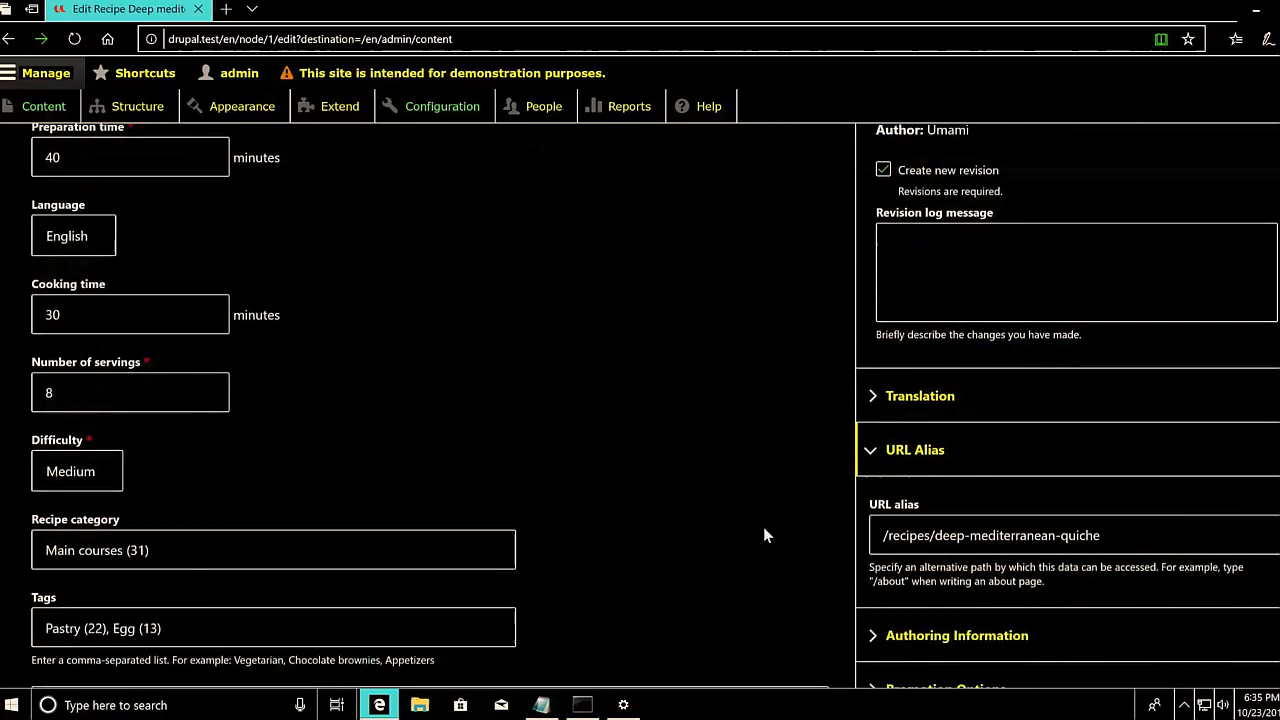 Edit Recipe Deep medit
drupal.test/en/node/1/edit?destination=/en/admin/content
Manage
Shortcuts
admin
This site is intended for demonstration purposes.
Content
Structure
Appearance
Extend
Configuration
People
Reports
Help
Preparation time *
40
minutes
Language
English
Cooking time
30
minutes
Number of servings *
8
Difficulty *
Medium
Recipe category
Main courses (31)
Tags
Pastry (22), Egg (13)
Enter a comma-separated list. For example: Vegetarian, Chocolate brownies, Appetizers
Author: Umami
Create new revision
Revisions are required.
Revision log message
Briefly describe the changes you have made.
Translation
URL Alias
URL alias
/recipes/deep-mediterranean-quiche
Specify an alternative path by which this data can be accessed. For example, type
"/about" when writing an about page.
Authoring Information
Promotion Options
Type here to search
6:35 PM
10/23/201